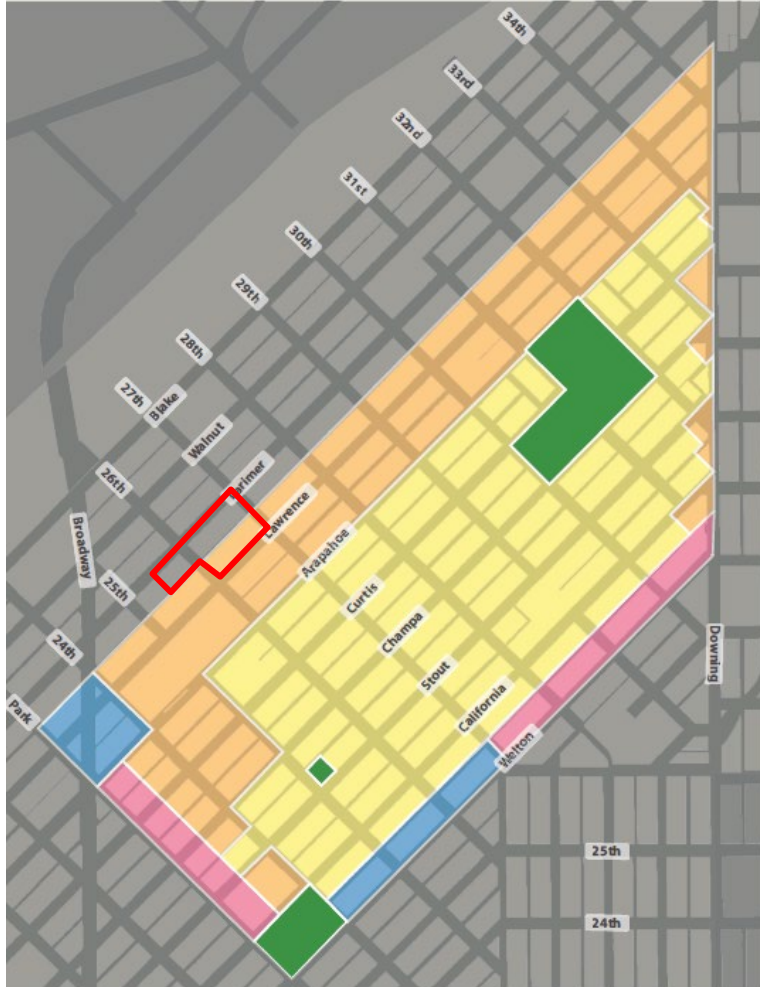 34th
33rd
32nd
31st
30th
29th
28th
27th
Blake
Walnut
26th
Larimer
Lawrence
Broadway
25th
Arapahoe
Curtis
24th
Champa
Stout
Downing
Park
California
Welton
25th
24th